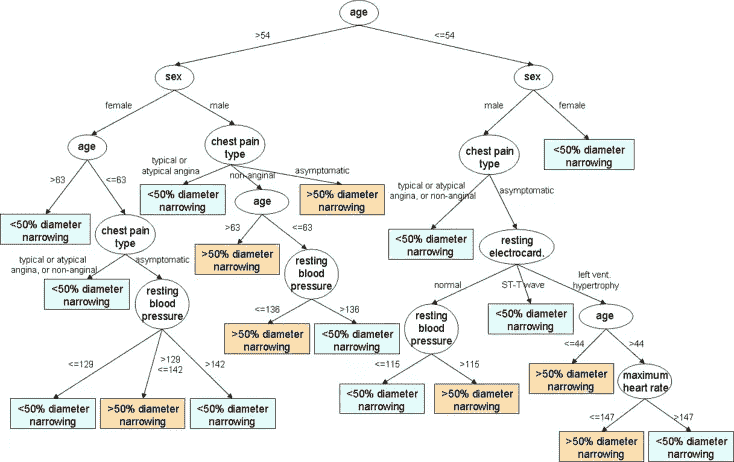 age
>54
<=54
sex
sex
female
male
male
female
age
chest pain
type
chest pain
type
<50% diameter
narrowing
>63
<=63
typical or
atypical angina
non-anginal
asymptomatic
typical or atypical
angina, or non-anginal
asymptomatic
<50% diameter
narrowing
<50% diameter
narrowing
age
>50% diameter
narrowing
chest pain
type
>63
<=63
<50% diameter
narrowing
resting
electrocard.
typical or atypical
angina, or non-anginal
asymptomatic
>50% diameter
narrowing
resting
blood
pressure
normal
ST-T wave
left vent.
hypertrophy
<50% diameter
narrowing
resting
blood
pressure
<=136
>136
resting
blood
pressure
<50% diameter
narrowing
age
>50% diameter
narrowing
<50% diameter
narrowing
<=44
>44
<=129
>129
<=142
>142
<=115
>115
>50% diameter
narrowing
maximum
heart rate
<50% diameter
narrowing
>50% diameter
narrowing
<50% diameter
narrowing
<50% diameter
narrowing
>50% diameter
narrowing
<=147
>147
>50% diameter
narrowing
<50% diameter
narrowing